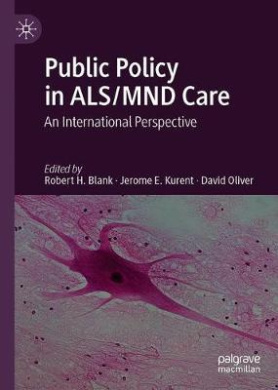 Public Policy
in ALS/MND Care
An International Perspective
Edited by
Robert H. Blank · Jerome E. Kurent · David Oliver
palgrave
macmillan